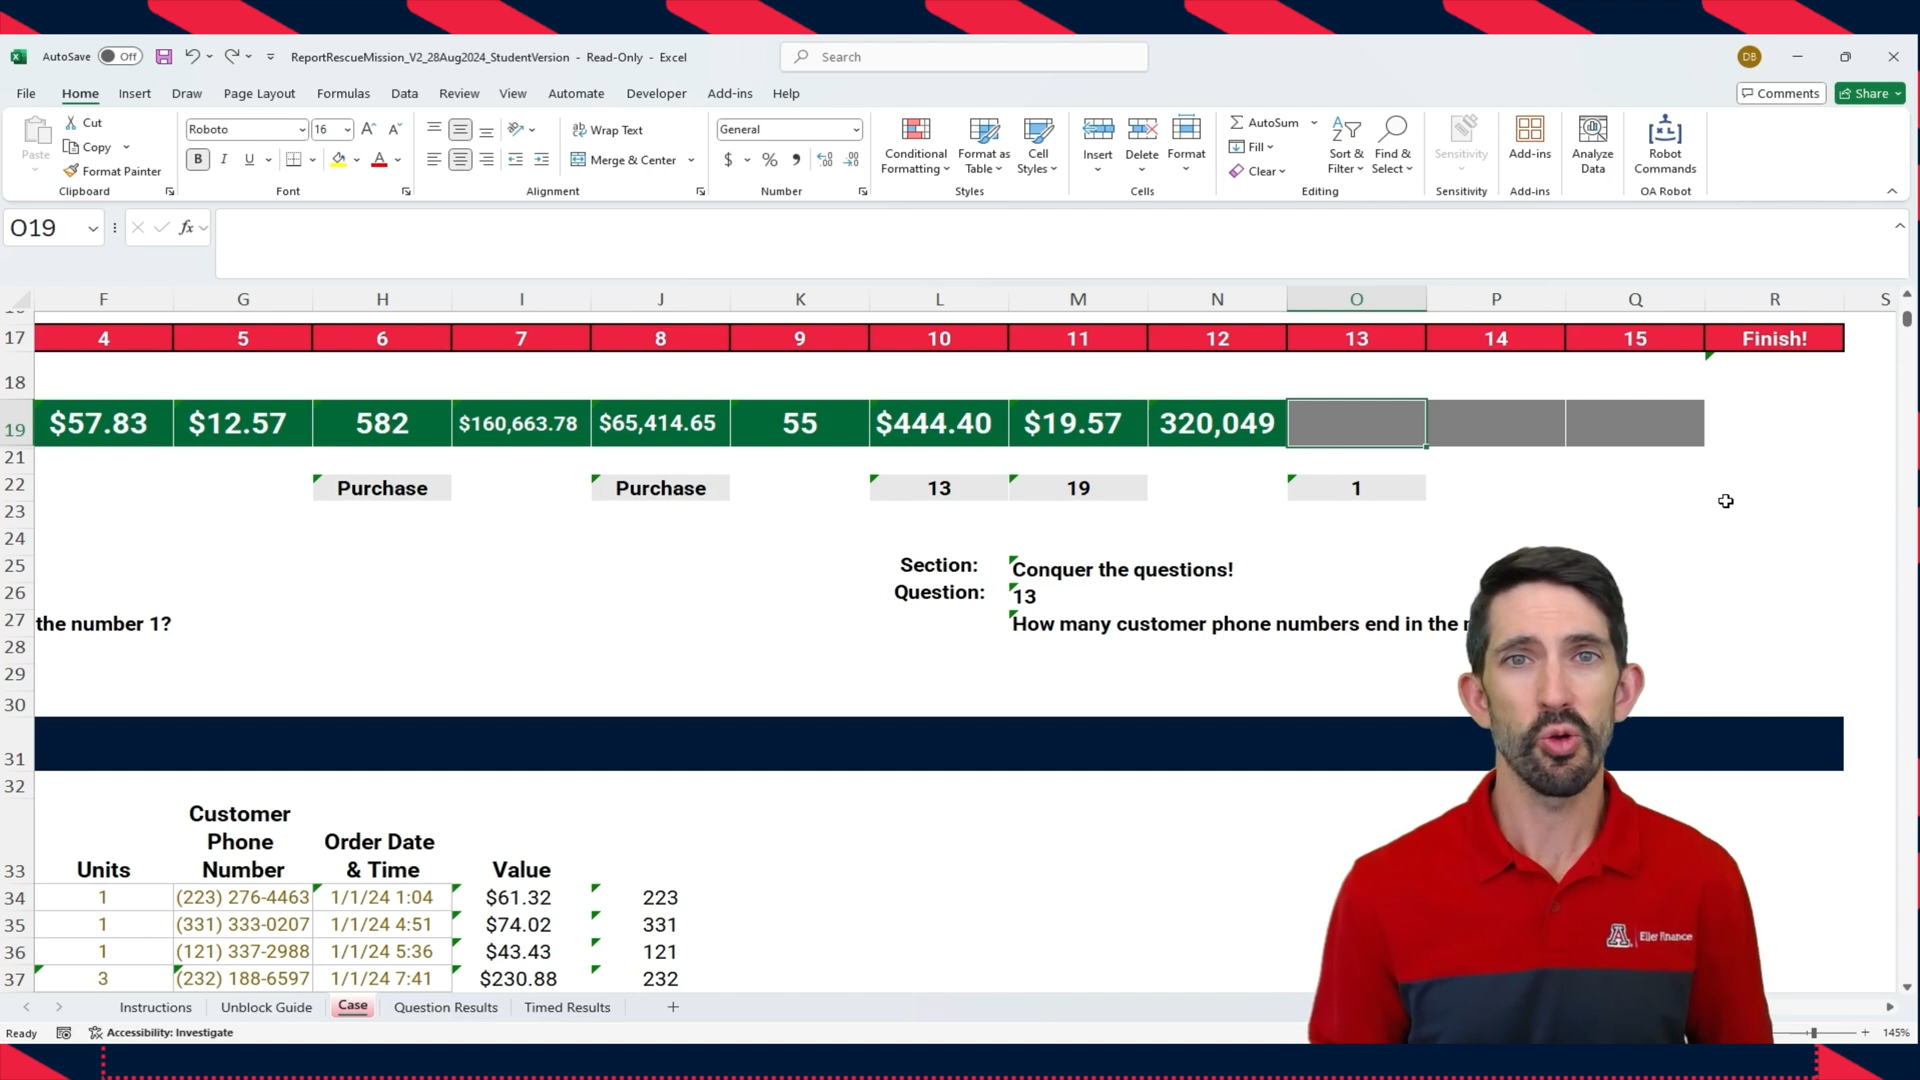 AutoSave Off ReportRescueMission_V2_28Aug2024_StudentVersion - Read-Only - Excel Search DB
File Home Insert Draw Page Layout Formulas Data Review View Automate Developer Add-ins Help Comments Share
Paste Cut Copy Format Painter Clipboard
Roboto 16 A A B I U A Font
ab Wrap Text Merge & Center Alignment
General $ % , Number
Conditional Formatting Format as Table Cell Styles Styles
Insert Delete Format Cells
AutoSum Fill Clear Sort & Filter Find & Select Editing
Sensitivity Sensitivity
Add-ins Add-ins
Analyze Data
Robot Commands OA Robot
O19 fx
F G H I J K L M N O P Q R S
17 4 5 6 7 8 9 10 11 12 13 14 15 Finish!
18
19 $57.83 $12.57 582 $160,663.78 $65,414.65 55 $444.40 $19.57 320,049
21
22 Purchase Purchase 13 19 1
23
24
25 Section: Conquer the questions!
26 Question: 13
27 the number 1? How many customer phone numbers end in the
28
29
30
31
32
33 Units Customer Phone Number Order Date & Time Value
34 1 (223) 276-4463 1/1/24 1:04 $61.32 223
35 1 (331) 333-0207 1/1/24 4:51 $74.02 331
36 1 (121) 337-2988 1/1/24 5:36 $43.43 121
37 3 (232) 188-6597 1/1/24 7:41 $230.88 232
A Eller Finance
Instructions Unblock Guide Case Question Results Timed Results +
Ready Accessibility: Investigate + 145%